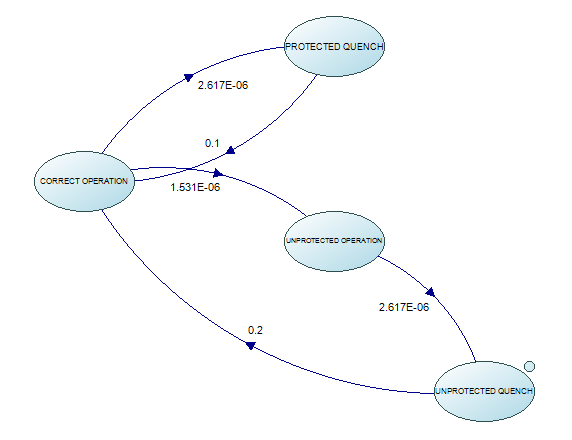 PROTECTED QUENCH
2.617E-06
0.1
CORRECT OPERATION
1.531E-06
UNPROTECTED OPERATION
2.617E-06
0.2
UNPROTECTED QUENCH